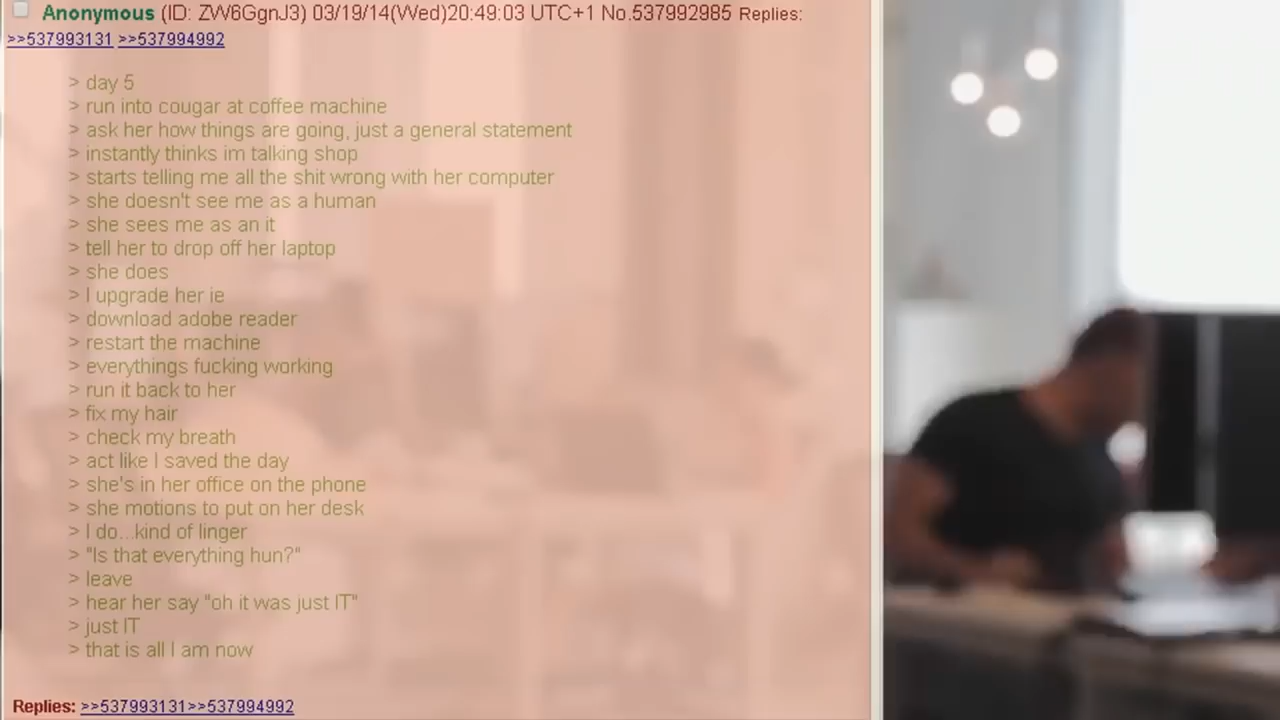 Anonymous (ID: ZW6GgnJ3) 03/19/14(Wed)20:49:03 UTC+1 No.537992985 Replies:
>>537993131 >>537994992
> day 5
> run into cougar at coffee machine
> ask her how things are going, just a general statement
> instantly thinks im talking shop
> starts telling me all the shit wrong with her computer
> she doesn't see me as a human
> she sees me as an it
> tell her to drop off her laptop
> she does
> I upgrade her ie
> download adobe reader
> restart the machine
> everythings fucking working
> run it back to her
> fix my hair
> check my breath
> act like I saved the day
> she's in her office on the phone
> she motions to put on her desk
> I do...kind of linger
> "Is that everything hun?"
> leave
> hear her say "oh it was just IT"
> just IT
> that is all I am now
Replies: >>537993131>>537994992